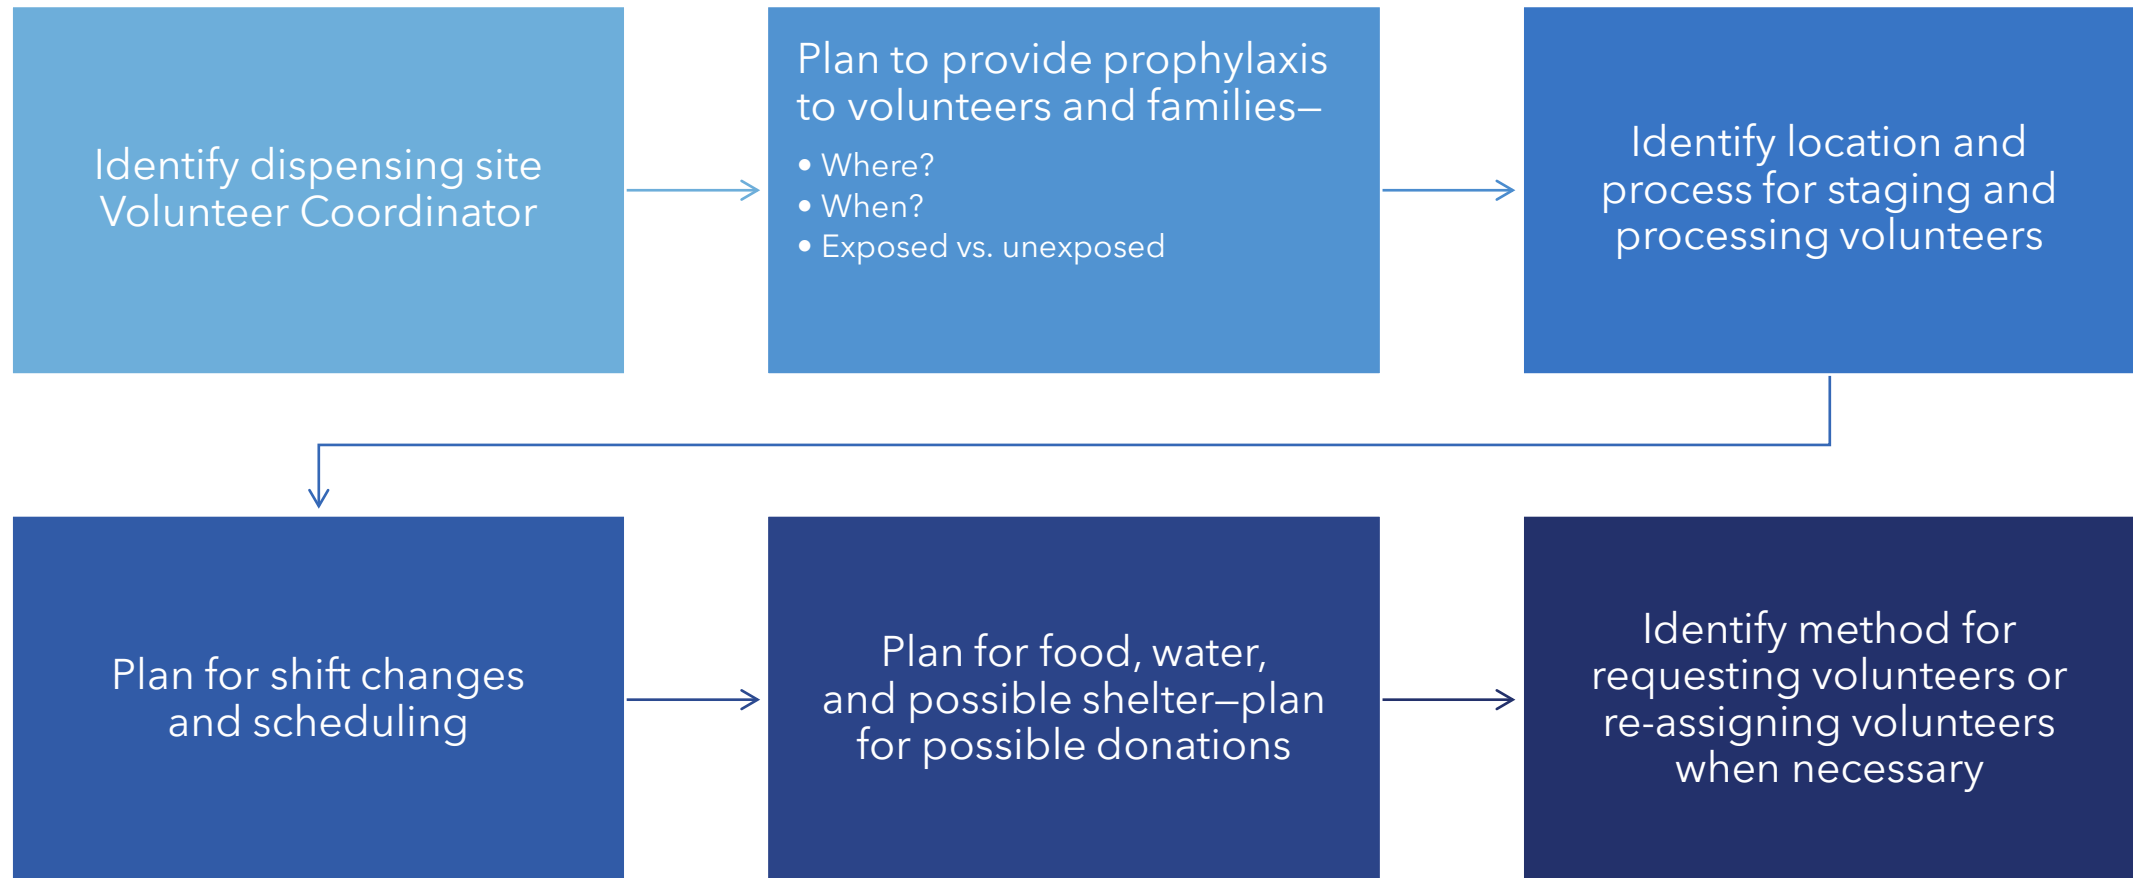 Identify dispensing site
Volunteer Coordinator
Plan to provide prophylaxis
to volunteers and families—
• Where?
• When?
• Exposed vs. unexposed
Identify location and
process for staging and
processing volunteers
Plan for shift changes
and scheduling
Plan for food, water,
and possible shelter—plan
for possible donations
Identify method for
requesting volunteers or
re-assigning volunteers
when necessary